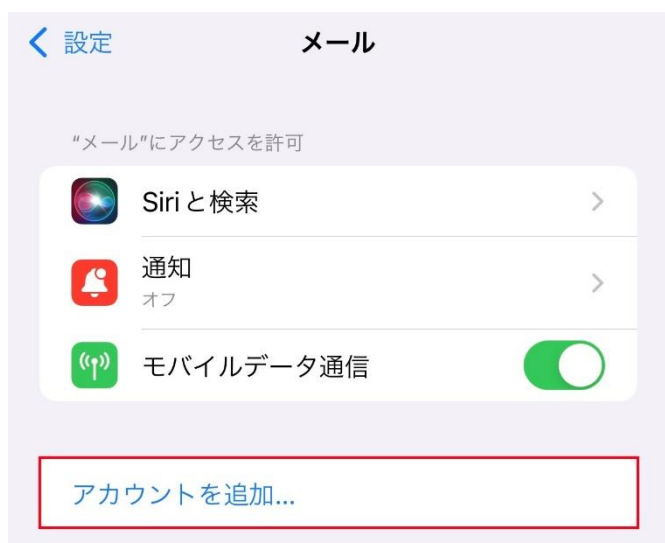 設定
メール
“メール”にアクセスを許可
Siriと検索
通知
オフ
モバイルデータ通信
アカウントを追加...